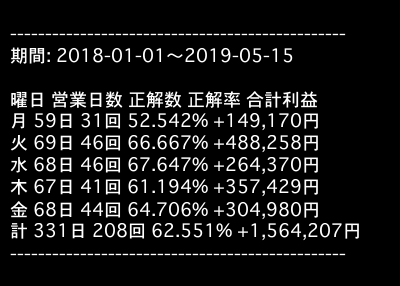 ------------------------------------------------
期間: 2018-01-01〜2019-05-15
曜日 営業日数 正解数 正解率 合計利益
月 59日 31回 52.542% +149,170円
火 69日 46回 66.667% +488,258円
水 68日 46回 67.647% +264,370円
木 67日 41回 61.194% +357,429円
金 68日 44回 64.706% +304,980円
計 331日 208回 62.551% +1,564,207円
------------------------------------------------